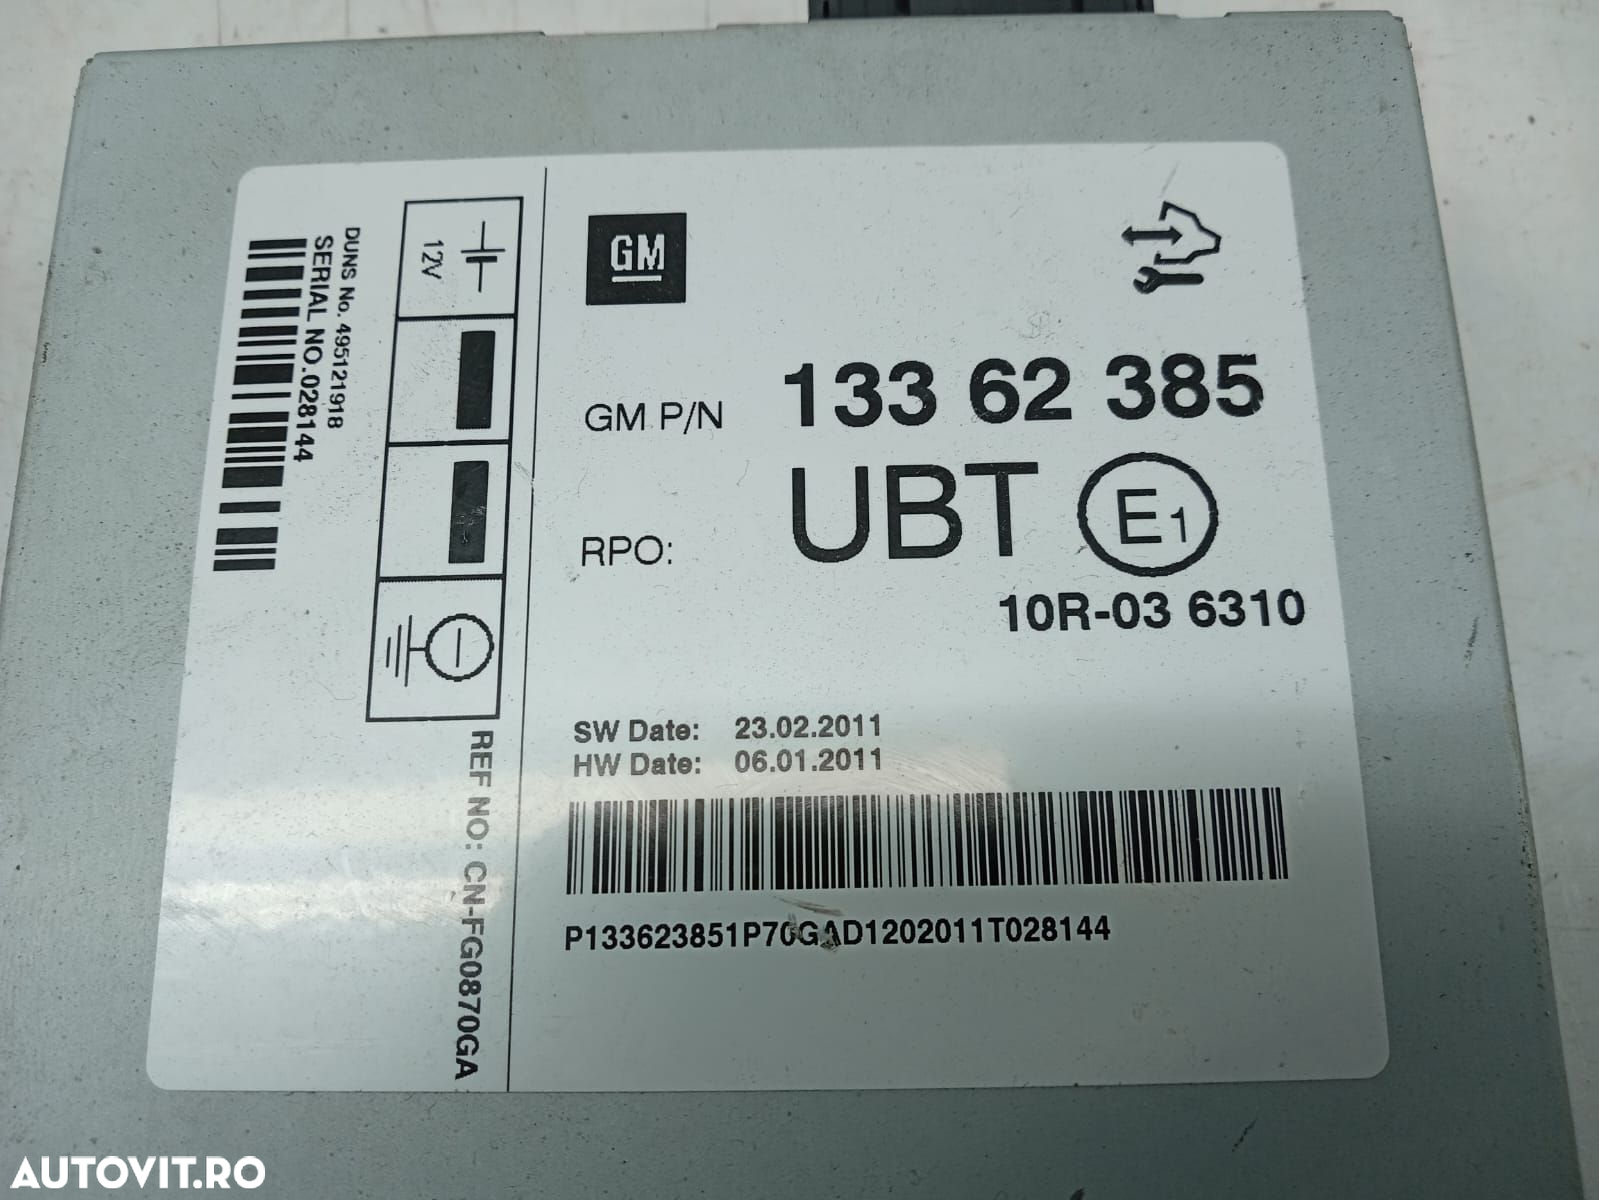 DUNS No. 495121918
SERIAL NO.028144
12V
REF NO: CN-FG0870GA
GM
GM P/N 133 62 385
RPO: UBT E1
10R-03 6310
SW Date: 23.02.2011
HW Date: 06.01.2011
P133623851P70GAD1202011T028144
AUTOVIT.RO